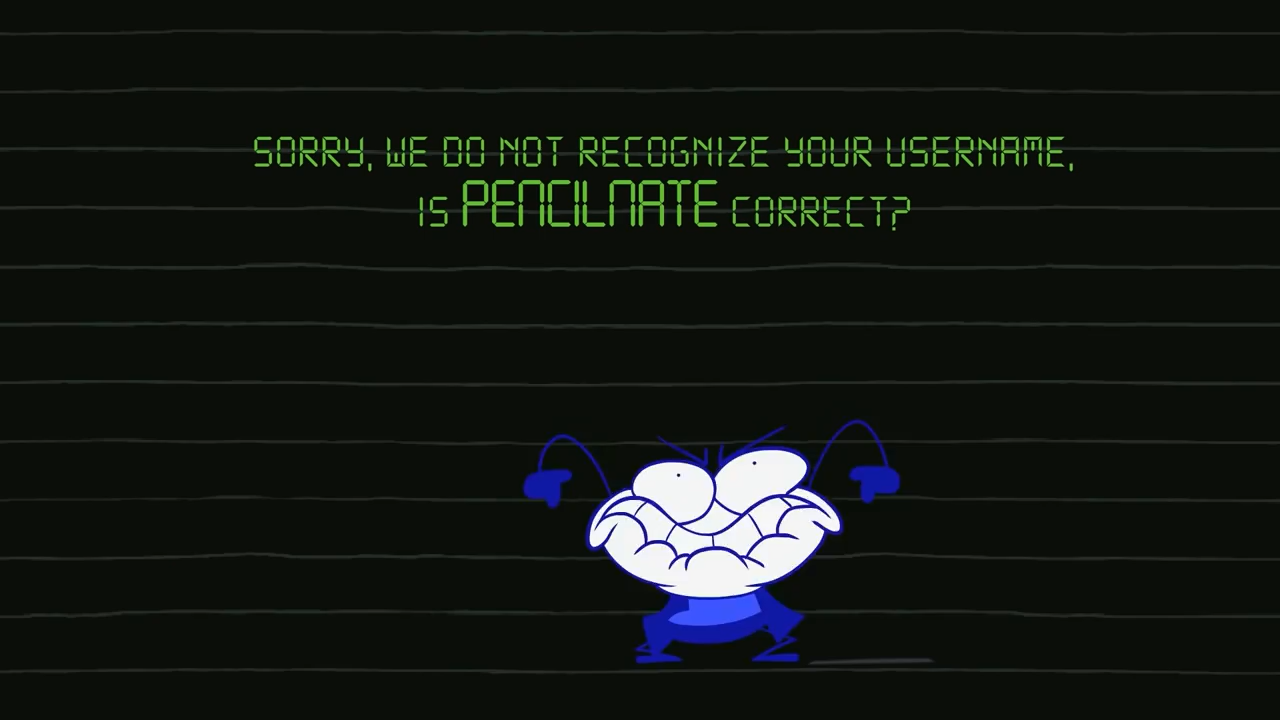 SORRY, WE DO NOT RECOGNIZE YOUR USERNAME,
IS PENCILNATE CORRECT?